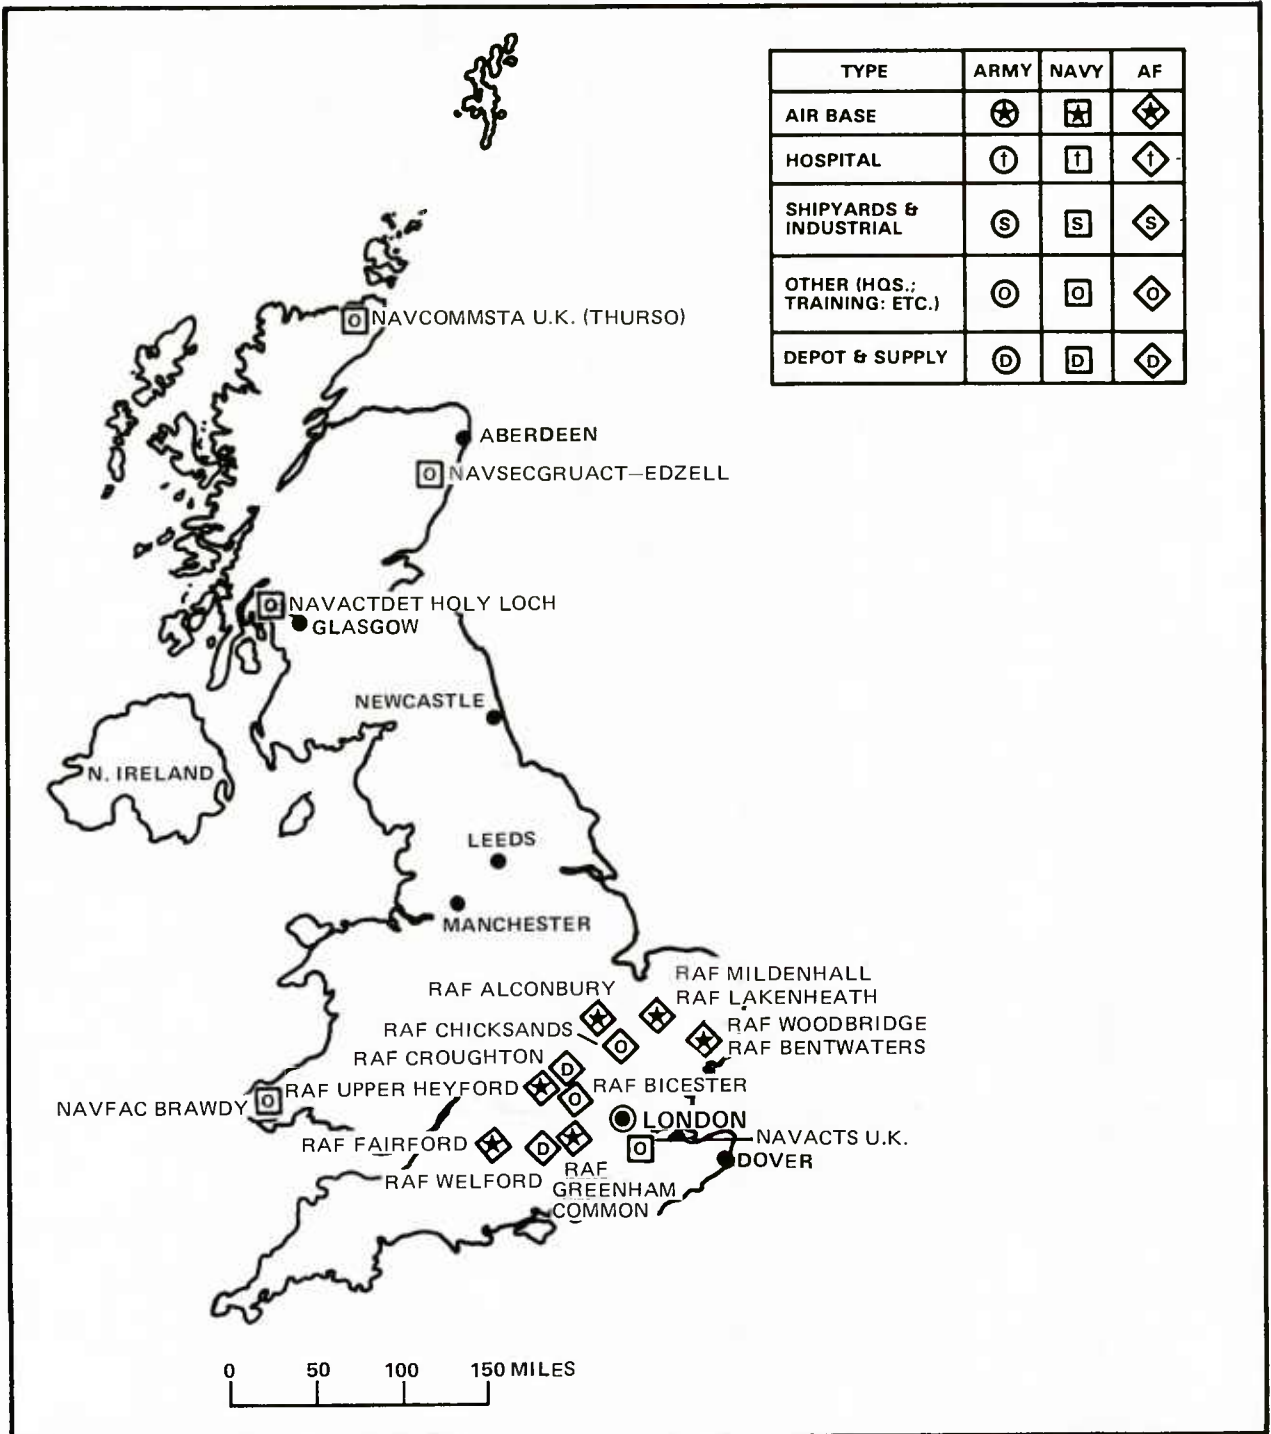 TYPE ARMY NAVY AF
AIR BASE
HOSPITAL † † †
SHIPYARDS &
INDUSTRIAL S S S
OTHER (HQS.;
TRAINING: ETC.) O O O
DEPOT & SUPPLY D D D
O NAVCOMMSTA U.K. (THURSO)
ABERDEEN
O NAVSECGRUACT—EDZELL
O NAVACTDET HOLY LOCH
GLASGOW
NEWCASTLE
N. IRELAND
LEEDS
MANCHESTER
RAF MILDENHALL
RAF ALCONBURY
RAF LAKENHEATH
RAF CHICKSANDS O
RAF WOODBRIDGE
RAF BENTWATERS
RAF CROUGHTON D
RAF UPPER HEYFORD
O RAF BICESTER
NAVFAC BRAWDY O
LONDON
O NAVACTS U.K.
RAF FAIRFORD
DOVER
RAF WELFORD D
RAF
GREENHAM
COMMON
0 50 100 150 MILES